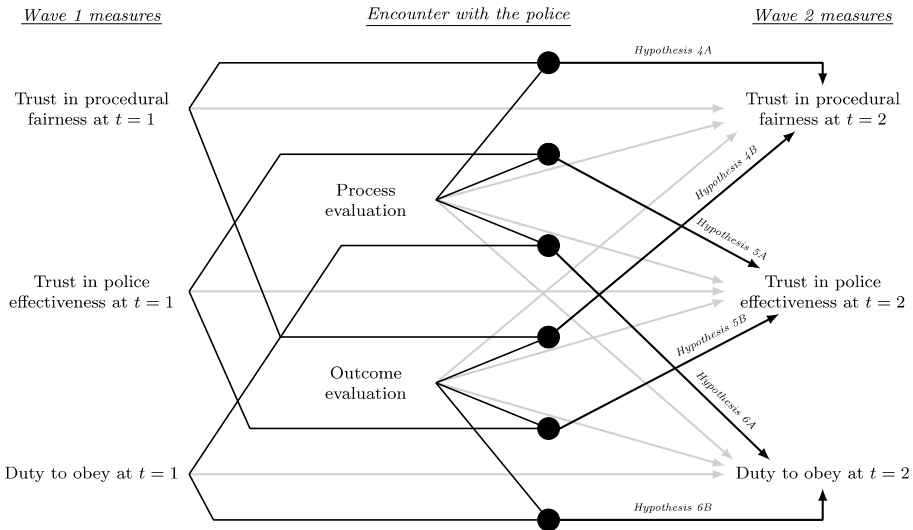 Wave 1 measures
Encounter with the police
Wave 2 measures
Hypothesis 4A
Trust in procedural
fairness at t = 1
Trust in procedural
fairness at t = 2
Hypothesis 4B
Process
evaluation
Hypothesis 5A
Trust in police
effectiveness at t = 1
Trust in police
effectiveness at t = 2
Hypothesis 5B
Outcome
evaluation
Hypothesis 6A
Duty to obey at t = 1
Duty to obey at t = 2
Hypothesis 6B